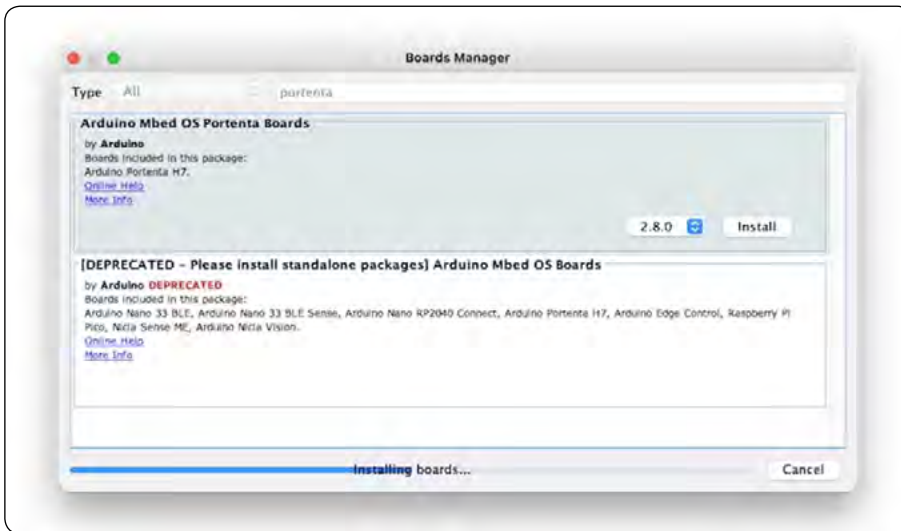 Boards Manager
Type All portenta
Arduino Mbed OS Portenta Boards
by Arduino
Boards included in this package:
Arduino Portenta H7.
Online Help
More Info
2.8.0 Install
[DEPRECATED - Please install standalone packages] Arduino Mbed OS Boards
by Arduino DEPRECATED
Boards included in this package:
Arduino Nano 33 BLE, Arduino Nano 33 BLE Sense, Arduino Nano RP2040 Connect, Arduino Portenta H7, Arduino Edge Control, Raspberry Pi
Pico, Nicla Sense ME, Arduino Nicla Vision.
Online Help
More Info
Installing boards...
Cancel